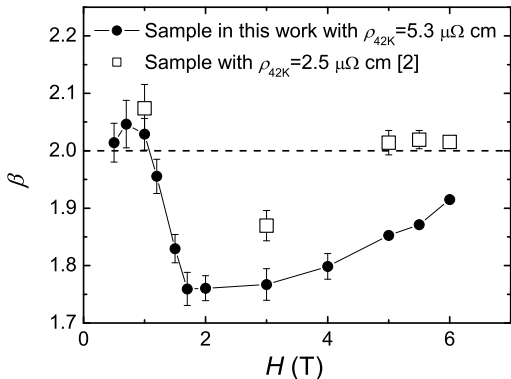 Sample in this work with ρ42K=5.3 μΩ cm
Sample with ρ42K=2.5 μΩ cm [2]
2.2
2.1
2.0
1.9
1.8
1.7
β
0 2 4 6
H (T)